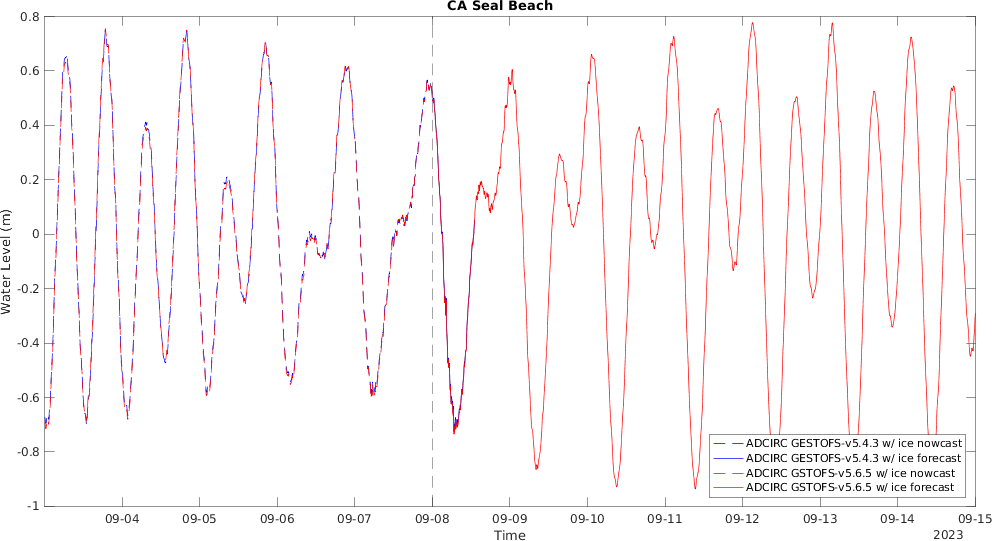 CA Seal Beach
0.8
0.6
0.4
0.2
0
-0.2
-0.4
-0.6
-0.8
-1
Water Level (m)
ADCIRC GESTOFS-v5.4.3 w/ ice nowcast
ADCIRC GESTOFS-v5.4.3 w/ ice forecast
ADCIRC GSTOFS-v5.6.5 w/ ice nowcast
ADCIRC GSTOFS-v5.6.5 w/ ice forecast
09-04 09-05 09-06 09-07 09-08 09-09 09-10 09-11 09-12 09-13 09-14 09-15
Time
2023